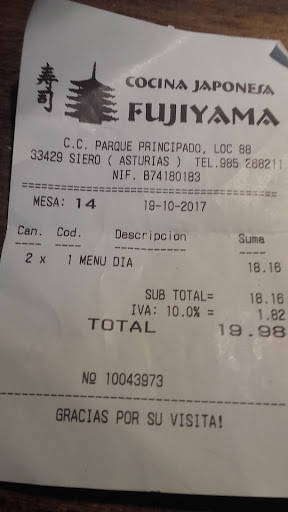 寿司
COCINA JAPONESA
FUJIYAMA
C.C. PARQUE PRINCIPADO, LOC 88
33429 SIERO ( ASTURIAS ) TEL.985 288211
NIF. B74180183
======================================
MESA: 14 19-10-2017
Can. Cod. Descripcion Suma
2 x 1 MENU DIA 18.16
SUB TOTAL= 18.16
IVA: 10.0% = 1.82
TOTAL 19.98
Nº 10043973
GRACIAS POR SU VISITA!